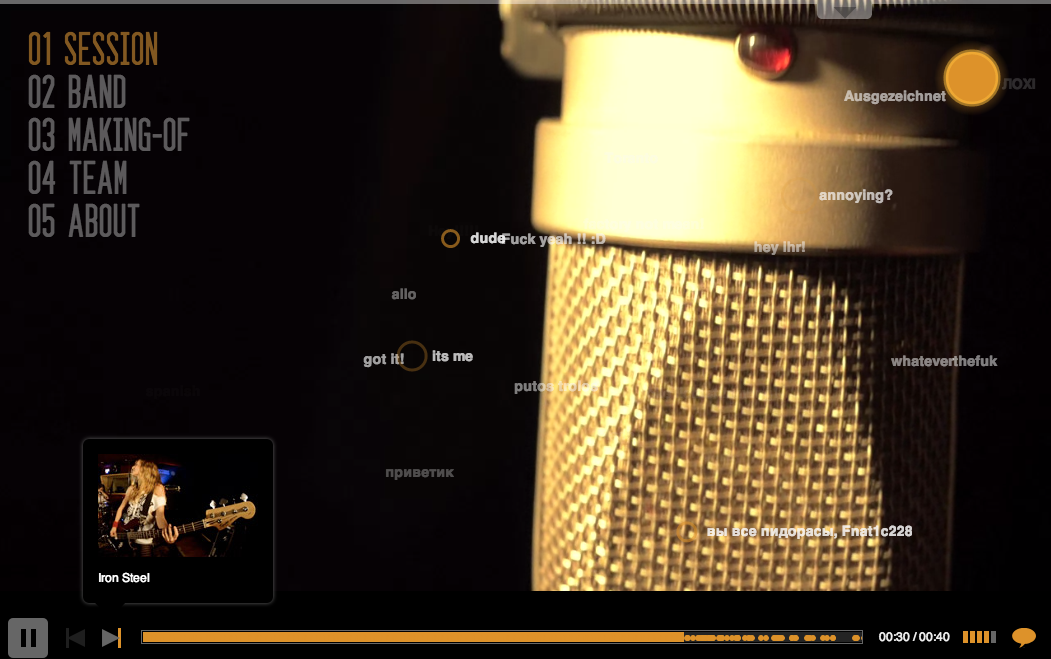 01 SESSION
02 BAND
03 MAKING-OF
04 TEAM
05 ABOUT
Ausgezeichnet
ЛОХІ
annoying?
dude
Fuck yeah !! :D
hey ihr!
allo
got it!
its me
whateverthefuk
putos
приветик
вы все пидорасы, Fnat1c228
Iron Steel
00:30 / 00:40